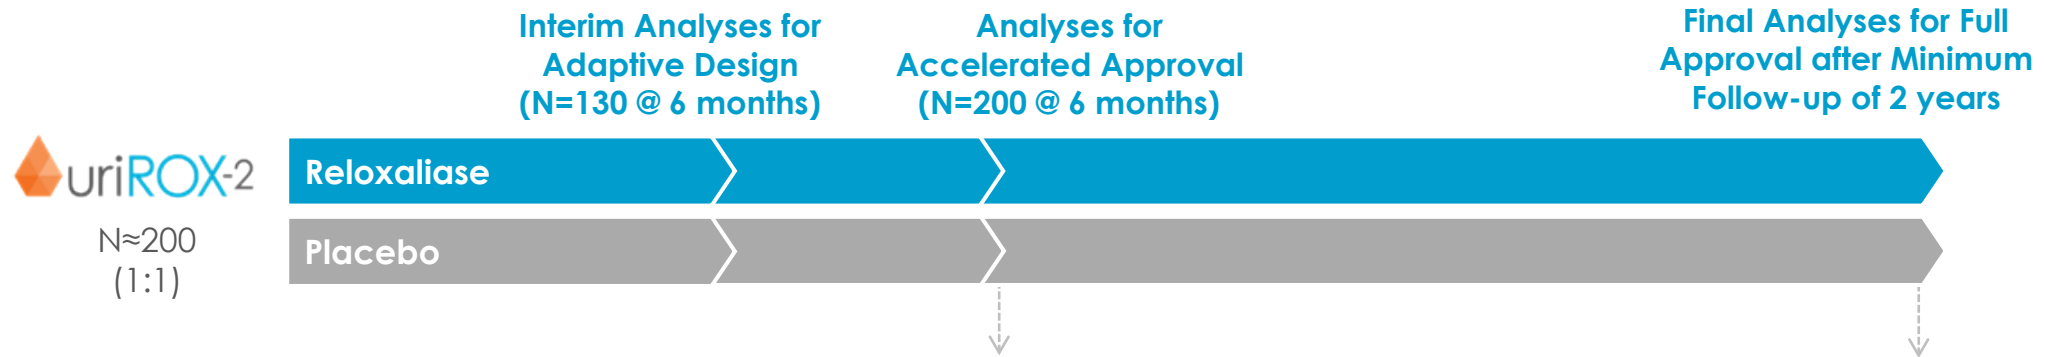 Interim Analyses for
Adaptive Design
(N=130 @ 6 months)
Analyses for
Accelerated Approval
(N=200 @ 6 months)
Final Analyses for Full
Approval after Minimum
Follow-up of 2 years
uriROX-2
N≈200
(1:1)
Reloxaliase
Placebo